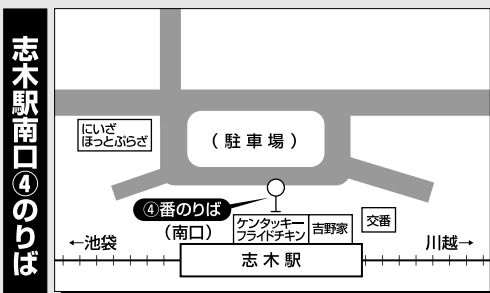 志木駅南口④のりば
にいざ
ほっとぷらざ
(駐車場)
④番のりば
(南口)
ケンタッキー
フライドチキン
吉野家
交番
←池袋
川越→
志木駅